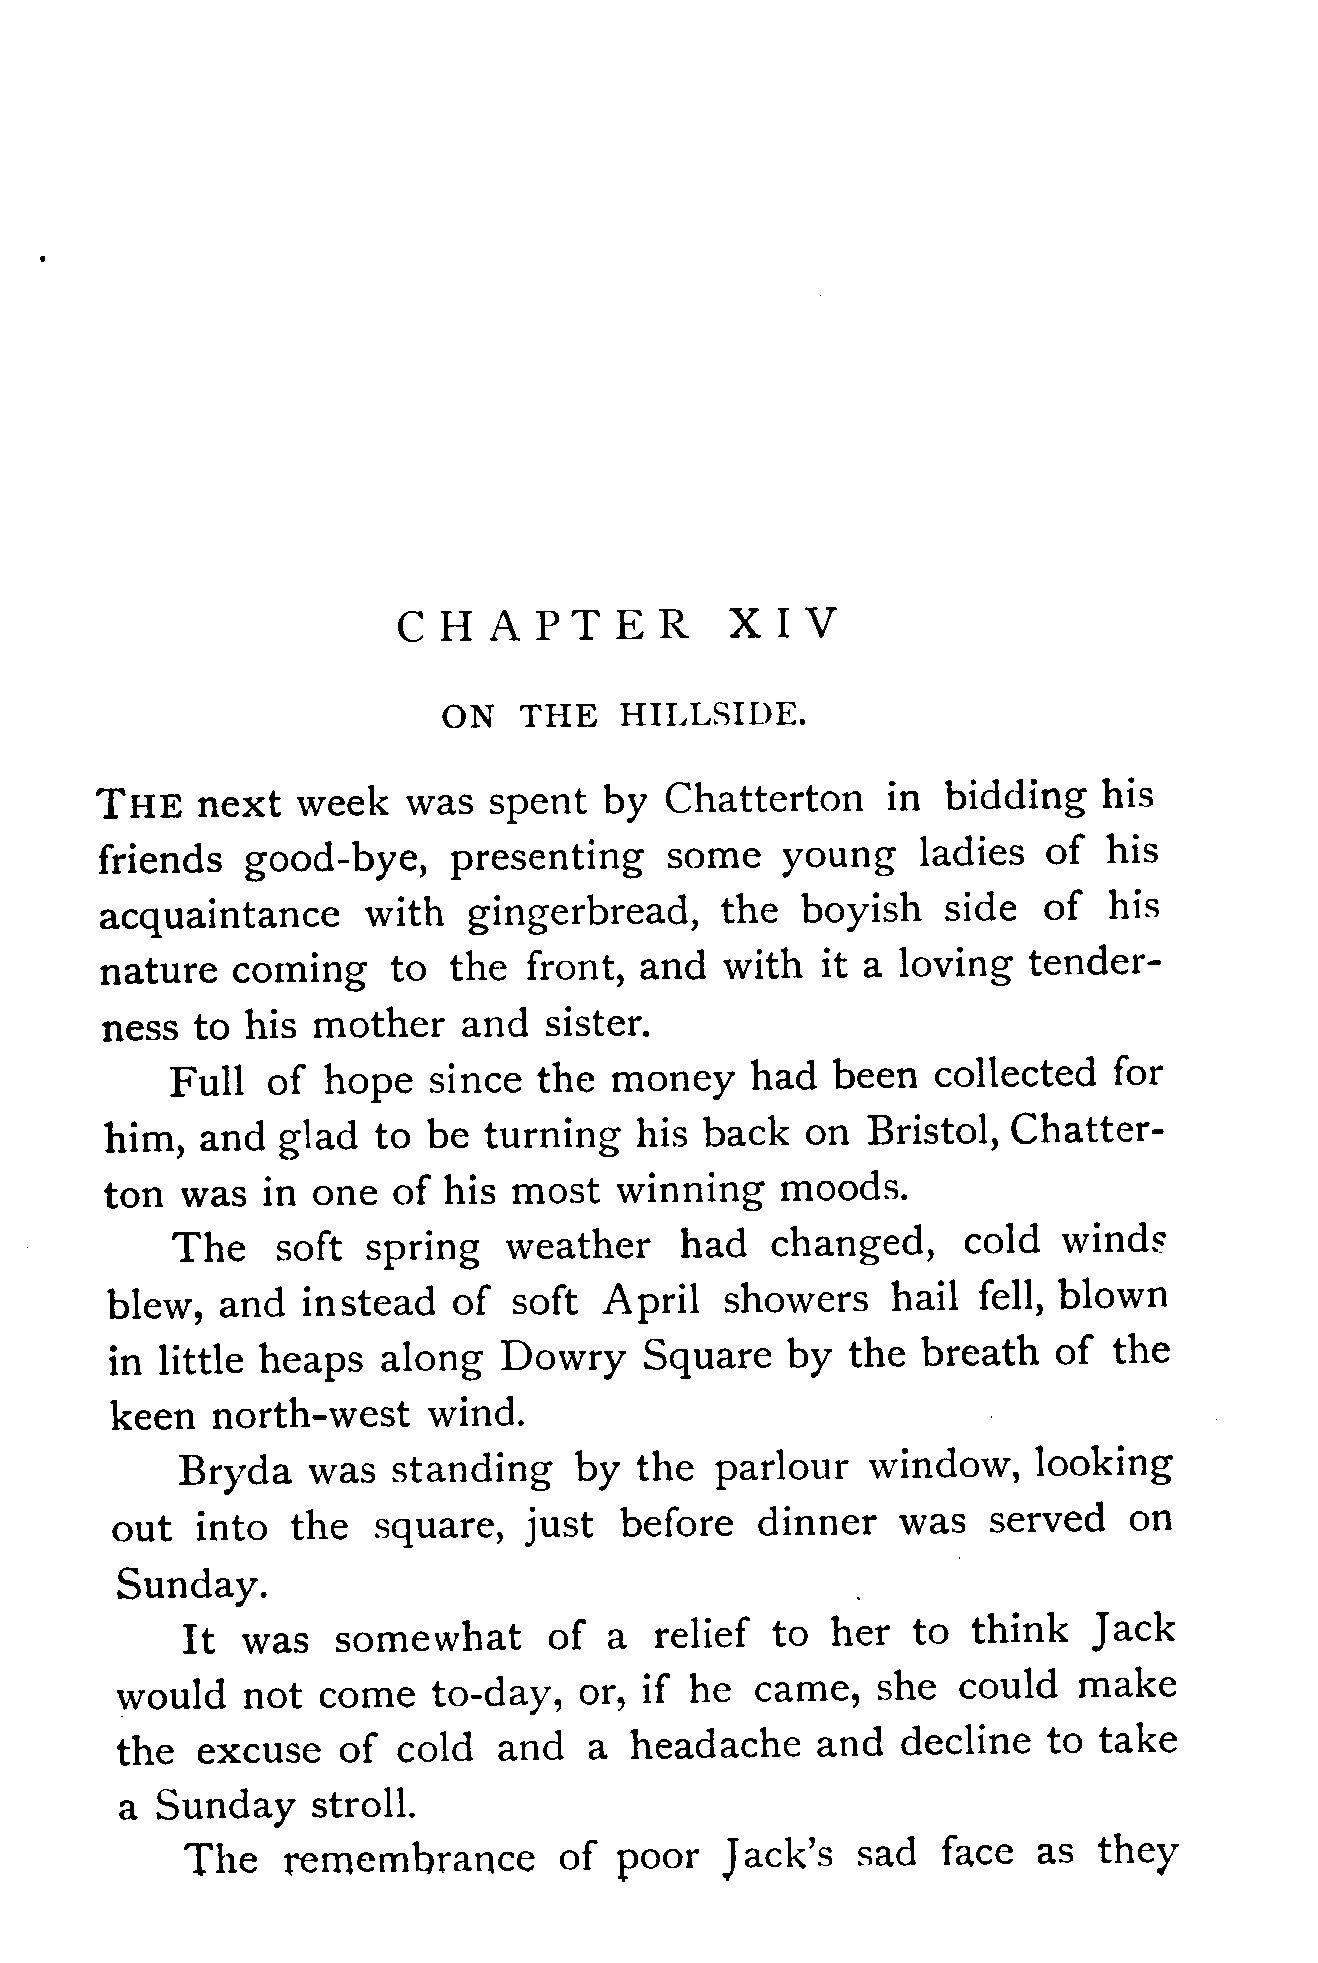 CHAPTER XIV
ON THE HILLSIDE.
THE next week was spent by Chatterton in bidding his
friends good-bye, presenting some young ladies of his
acquaintance with gingerbread, the boyish side of his
nature coming to the front, and with it a loving tender-
ness to his mother and sister.
Full of hope since the money had been collected for
him, and glad to be turning his back on Bristol, Chatter-
ton was in one of his most winning moods.
The soft spring weather had changed, cold winds
blew, and instead of soft April showers hail fell, blown
in little heaps along Dowry Square by the breath of the
keen north-west wind.
Bryda was standing by the parlour window, looking
out into the square, just before dinner was served on
Sunday.
It was somewhat of a relief to her to think Jack
would not come to-day, or, if he came, she could make
the excuse of cold and a headache and decline to take
a Sunday stroll.
The remembrance of poor Jack's sad face as they